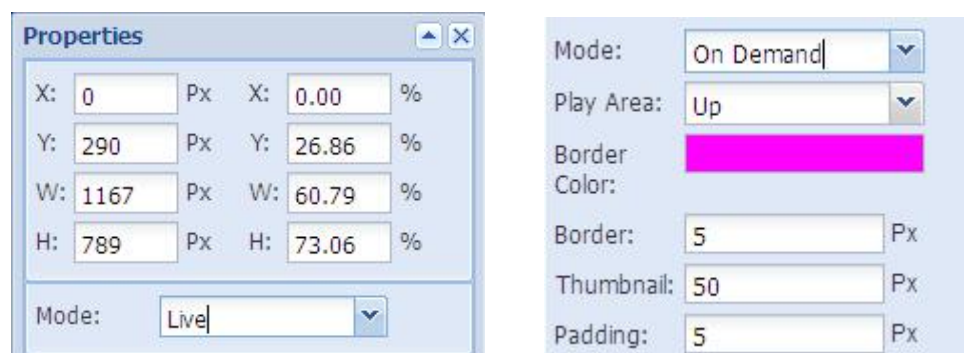 Properties
X: 0 Px X: 0.00 %
Y: 290 Px Y: 26.86 %
W: 1167 Px W: 60.79 %
H: 789 Px H: 73.06 %
Mode: Live
Mode: On Demand
Play Area: Up
Border
Color:
Border: 5 Px
Thumbnail: 50 Px
Padding: 5 Px